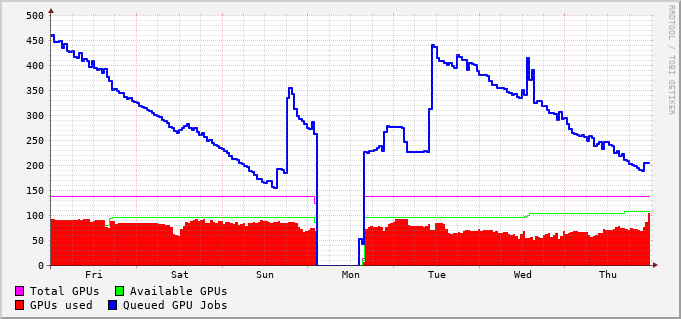 500
450
400
350
300
250
200
150
100
50
0
Fri Sat Sun Mon Tue Wed Thu
Total GPUs Available GPUs
GPUs used Queued GPU Jobs
RRDTOOL / TOBI OETIKER